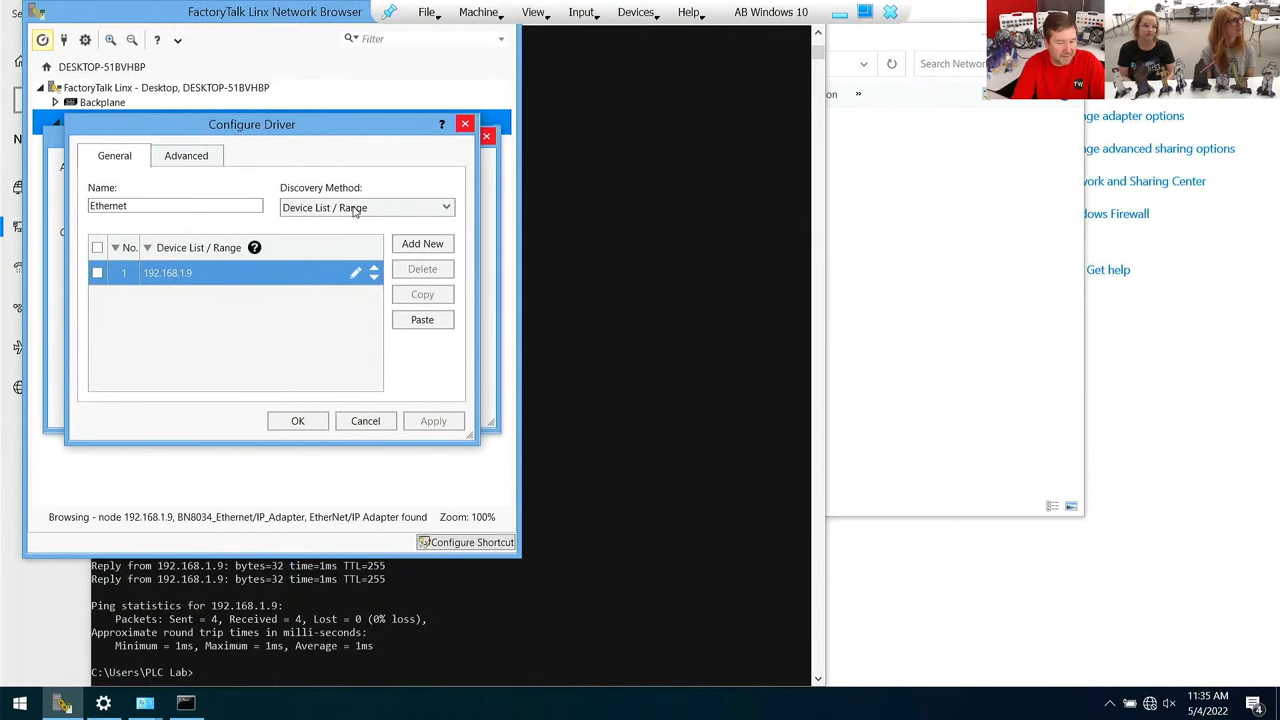 Se
FactoryTalk Linx Network Browser
File
Machine
View
Input
Devices
Help
AB Windows 10
?
Filter
DESKTOP-51BVHBP
FactoryTalk Linx - Desktop, DESKTOP-51BVHBP
Backplane
Search Netwo
on
»
nge adapter options
nge advanced sharing options
work and Sharing Center
dows Firewall
Get help
Configure Driver
?
General
Advanced
Name:
Discovery Method:
Ethernet
Device List / Range
No.
Device List / Range
?
1
192.168.1.9
Add New
Delete
Copy
Paste
OK
Cancel
Apply
Browsing - node 192.168.1.9, BN8034_Ethernet/IP_Adapter, EtherNet/IP Adapter found
Zoom: 100%
Configure Shortcut
Reply from 192.168.1.9: bytes=32 time=1ms TTL=255
Reply from 192.168.1.9: bytes=32 time=1ms TTL=255
Ping statistics for 192.168.1.9:
Packets: Sent = 4, Received = 4, Lost = 0 (0% loss),
Approximate round trip times in milli-seconds:
Minimum = 1ms, Maximum = 1ms, Average = 1ms
C:\Users\PLC Lab>
TW
11:35 AM
5/4/2022
4